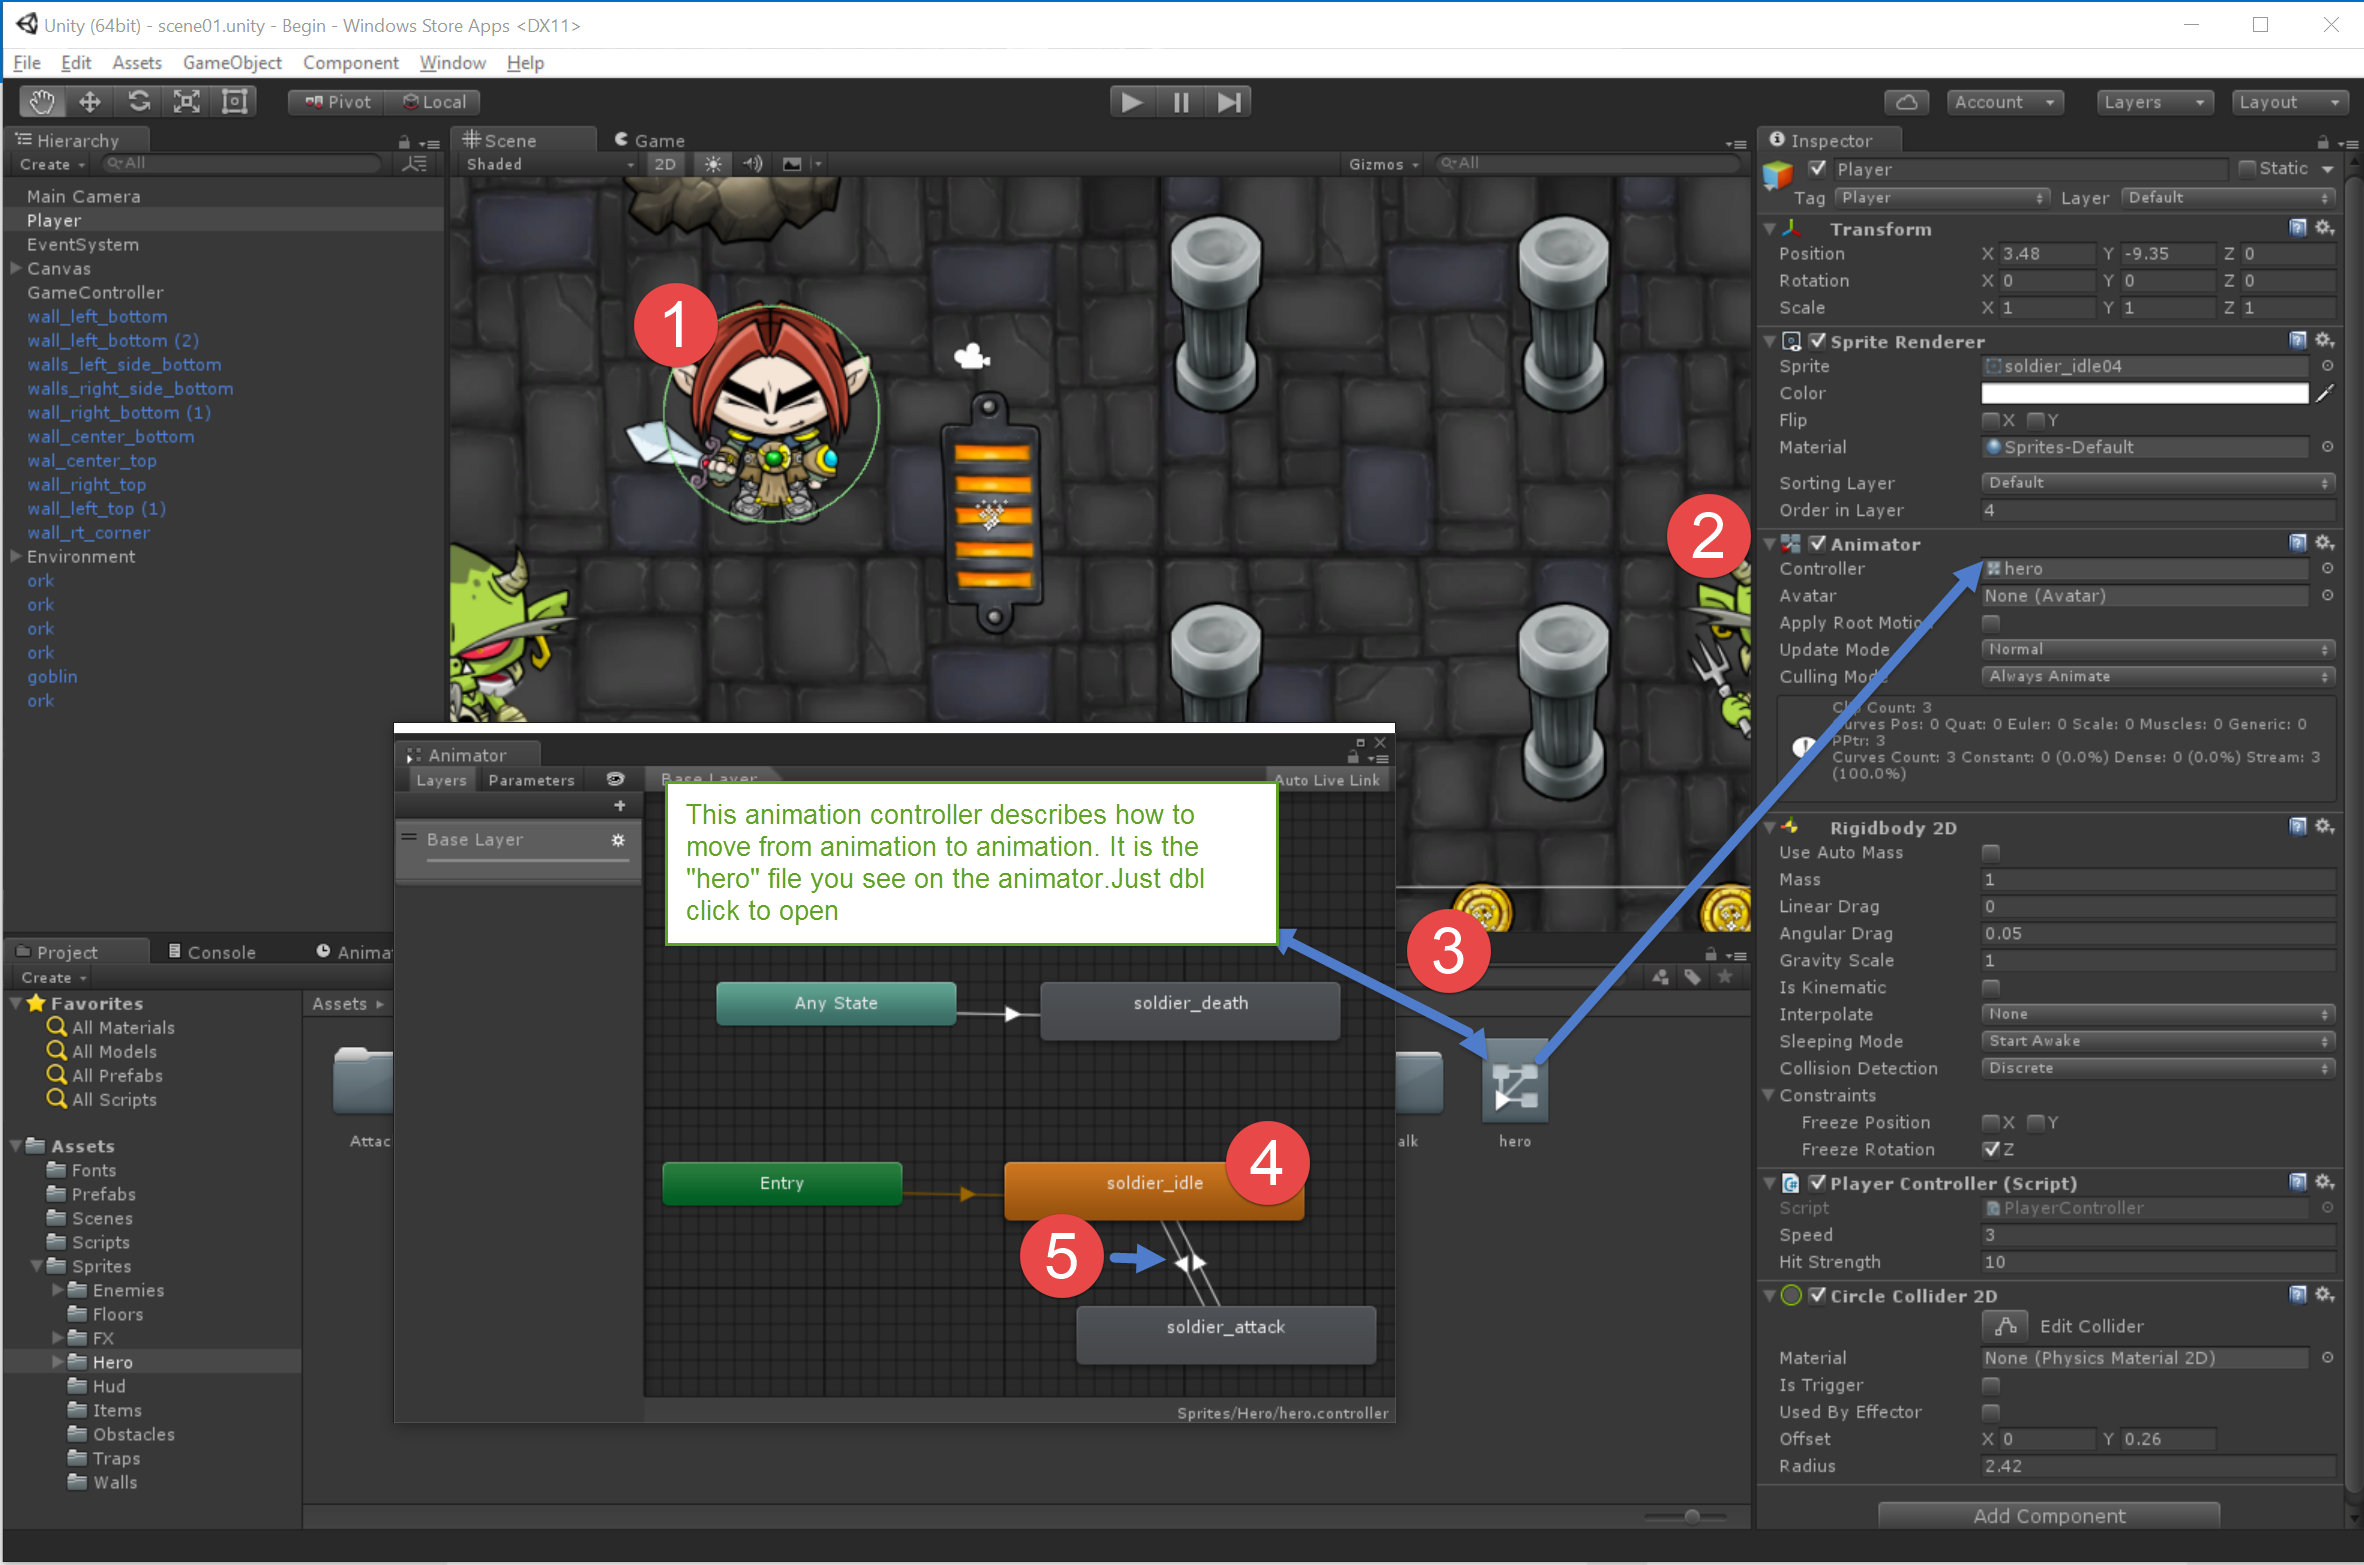 Unity (64bit) - scene01.unity - Begin - Windows Store Apps <DX11>
File Edit Assets GameObject Component Window Help
Pivot Local Account Layers Layout
Hierarchy
Create All
Main Camera
Player
EventSystem
Canvas
GameController
wall_left_bottom
wall_left_bottom (2)
walls_left_side_bottom
walls_right_side_bottom
wall_right_bottom (1)
wall_center_bottom
wal_center_top
wall_right_top
wall_left_top (1)
wall_rt_corner
Environment
ork
ork
ork
ork
goblin
ork
Scene Game
Shaded 2D Gizmos All
1
2
3
4
5
Animator
Layers Parameters Base Layer Auto Live Link
Base Layer
This animation controller describes how to
move from animation to animation. It is the
"hero" file you see on the animator.Just dbl
click to open
Any State soldier_death
Entry soldier_idle
soldier_attack
Sprites/Hero/hero.controller
Project Console Anima
Create
Favorites
All Materials
All Models
All Prefabs
All Scripts
Assets
Fonts
Prefabs
Scenes
Scripts
Sprites
Enemies
Floors
FX
Hero
Hud
Items
Obstacles
Traps
Walls
Assets
Attac alk hero
Inspector
Player Static
Tag Player Layer Default
Transform
Position X 3.48 Y -9.35 Z 0
Rotation X 0 Y 0 Z 0
Scale X 1 Y 1 Z 1
Sprite Renderer
Sprite soldier_idle04
Color
Flip X Y
Material Sprites-Default
Sorting Layer Default
Order in Layer 4
Animator
Controller hero
Avatar None (Avatar)
Apply Root Motion
Update Mode Normal
Culling Mode Always Animate
Clip Count: 3
Curves Pos: 0 Quat: 0 Euler: 0 Scale: 0 Muscles: 0 Generic: 0
PPtr: 3
Curves Count: 3 Constant: 0 (0.0%) Dense: 0 (0.0%) Stream: 3
(100.0%)
Rigidbody 2D
Use Auto Mass
Mass 1
Linear Drag 0
Angular Drag 0.05
Gravity Scale 1
Is Kinematic
Interpolate None
Sleeping Mode Start Awake
Collision Detection Discrete
Constraints
Freeze Position X Y
Freeze Rotation Z
Player Controller (Script)
Script PlayerController
Speed 3
Hit Strength 10
Circle Collider 2D
Edit Collider
Material None (Physics Material 2D)
Is Trigger
Used By Effector
Offset X 0 Y 0.26
Radius 2.42
Add Component